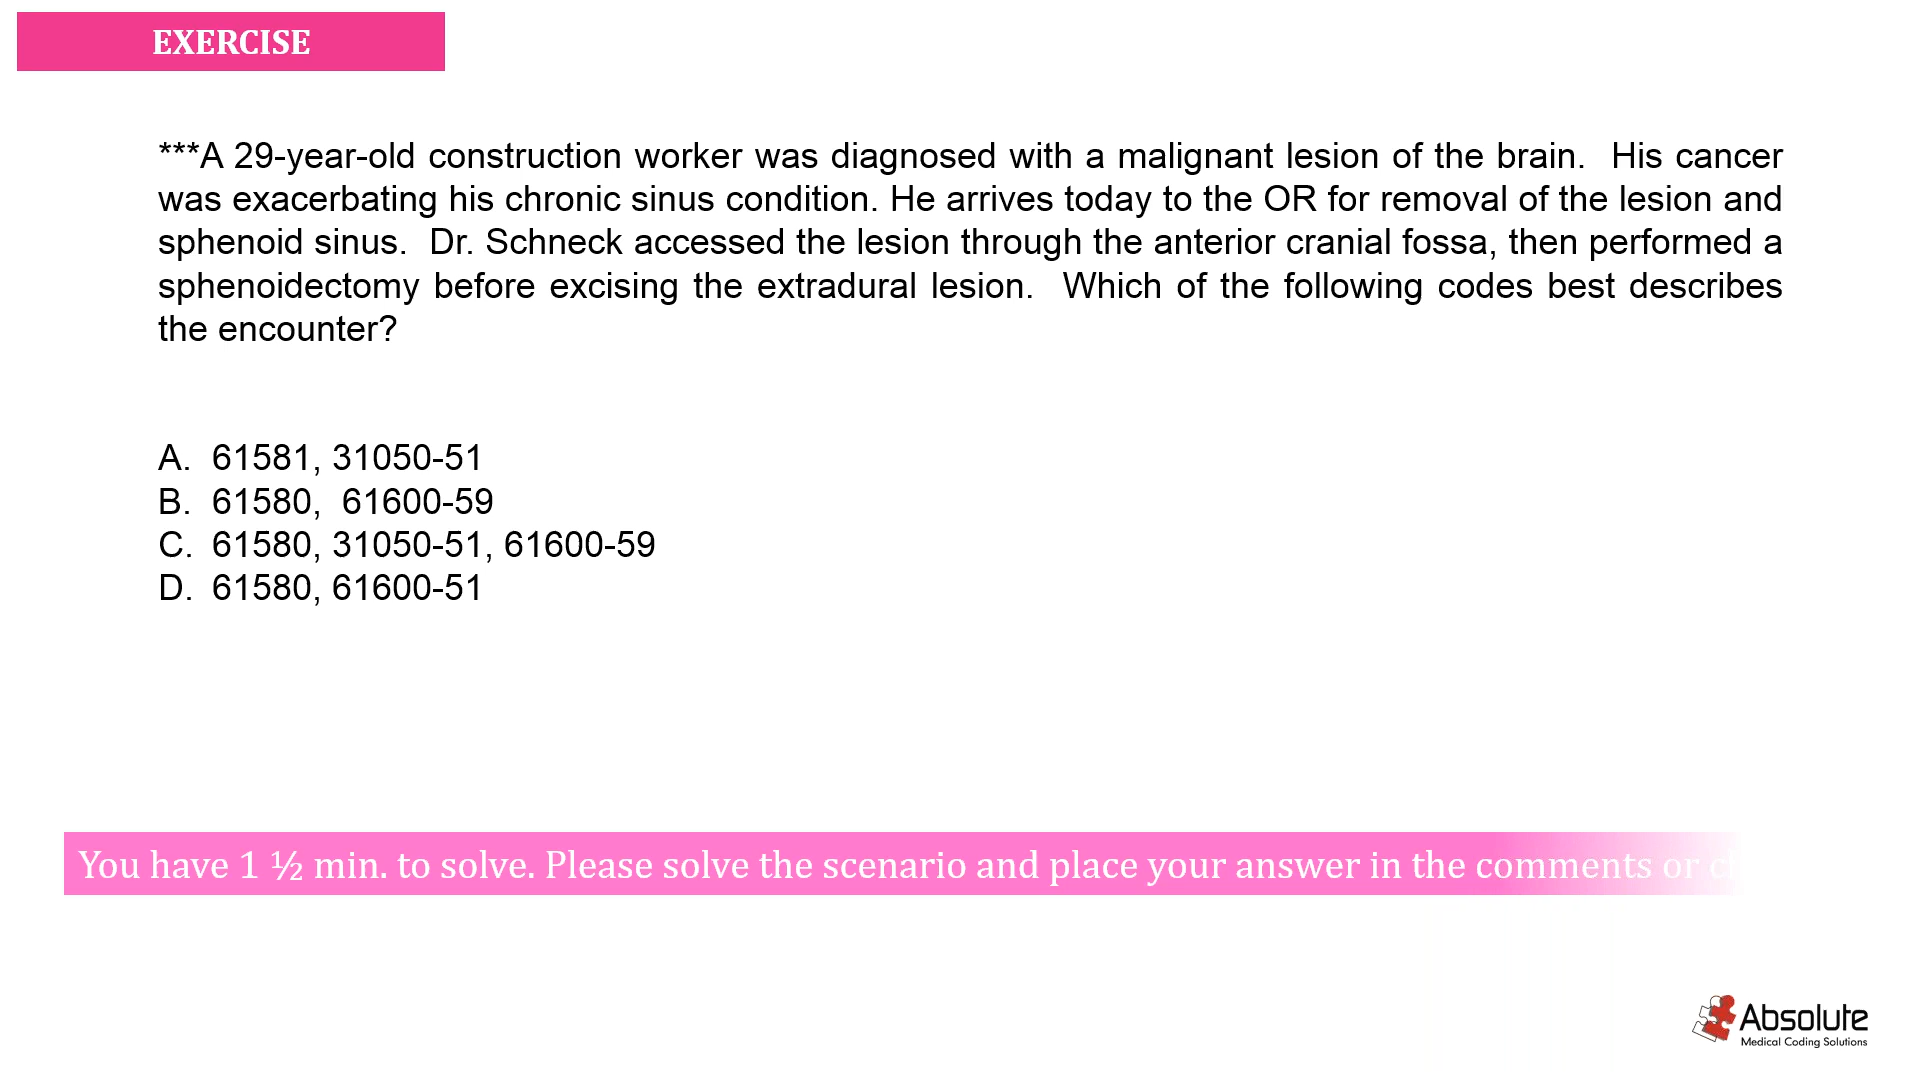 EXERCISE
***A 29-year-old construction worker was diagnosed with a malignant lesion of the brain. His cancer
was exacerbating his chronic sinus condition. He arrives today to the OR for removal of the lesion and
sphenoid sinus. Dr. Schneck accessed the lesion through the anterior cranial fossa, then performed a
sphenoidectomy before excising the extradural lesion. Which of the following codes best describes
the encounter?
A. 61581, 31050-51
B. 61580, 61600-59
C. 61580, 31050-51, 61600-59
D. 61580, 61600-51
You have 1 ½ min. to solve. Please solve the scenario and place your answer in the comments or
Absolute
Medical Coding Solutions